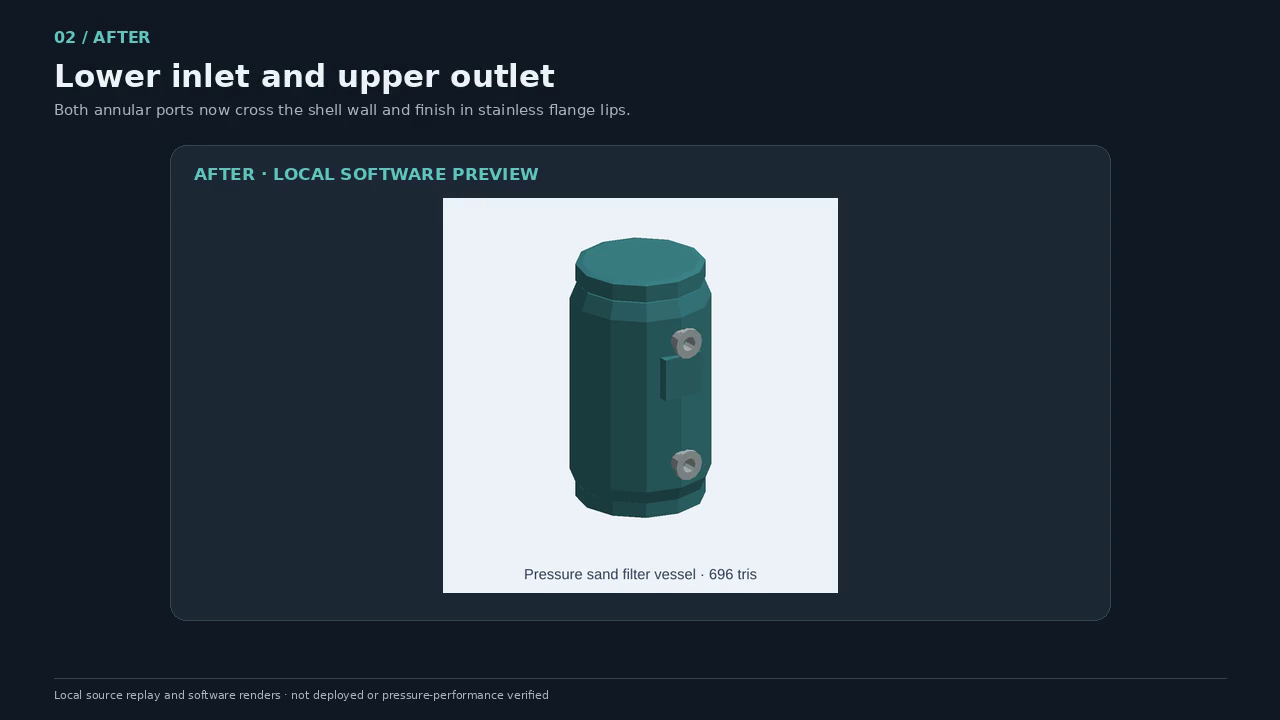 02 / AFTER
Lower inlet and upper outlet
Both annular ports now cross the shell wall and finish in stainless flange lips.
AFTER · LOCAL SOFTWARE PREVIEW
Pressure sand filter vessel · 696 tris
Local source replay and software renders · not deployed or pressure-performance verified